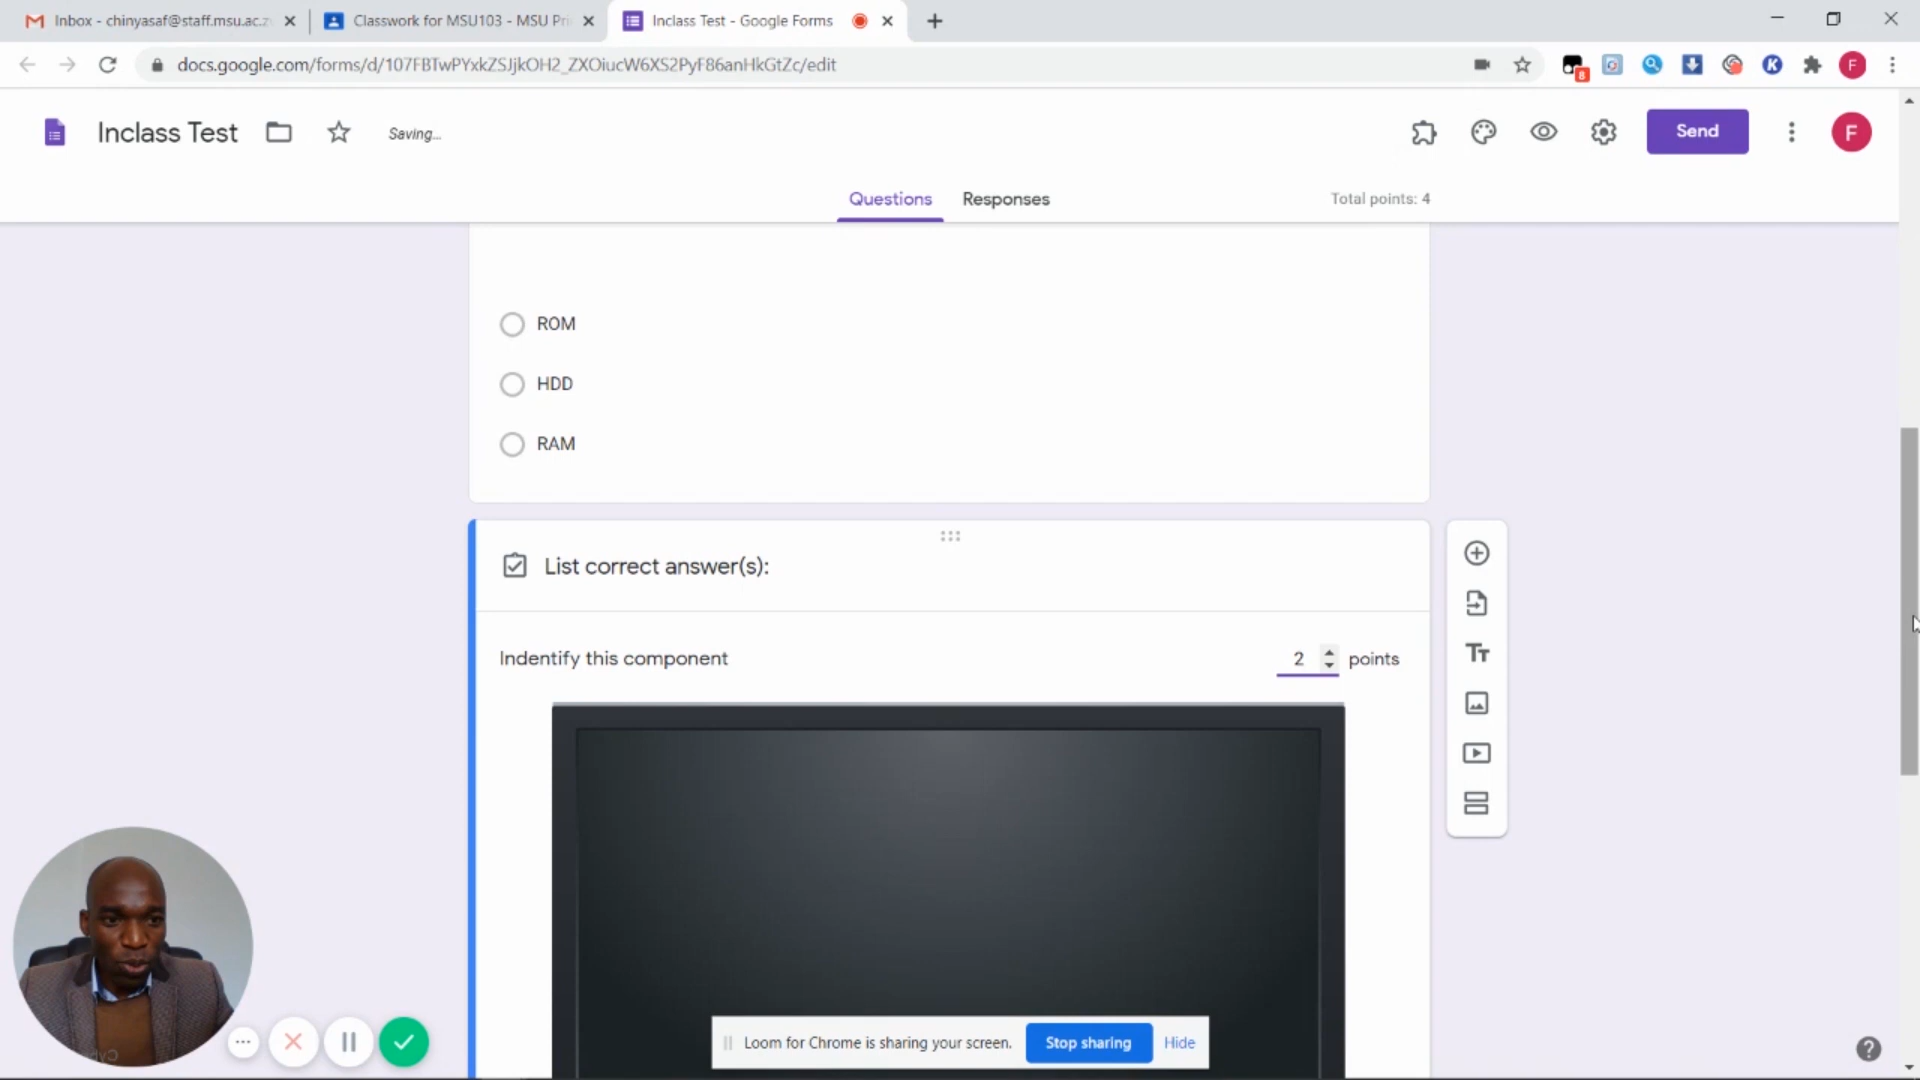 Inbox - chinyasaf@staff.msu.ac.z
Classwork for MSU103 - MSU Pri
Inclass Test - Google Forms
docs.google.com/forms/d/107FBTwPYxkZSJjkOH2_ZXOiucW6XS2PyF86anHkGtZc/edit
8
K
F
Inclass Test
Saving...
Send
F
Questions
Responses
Total points: 4
ROM
HDD
RAM
List correct answer(s):
Indentify this component
2
points
Tт
Loom for Chrome is sharing your screen.
Stop sharing
Hide